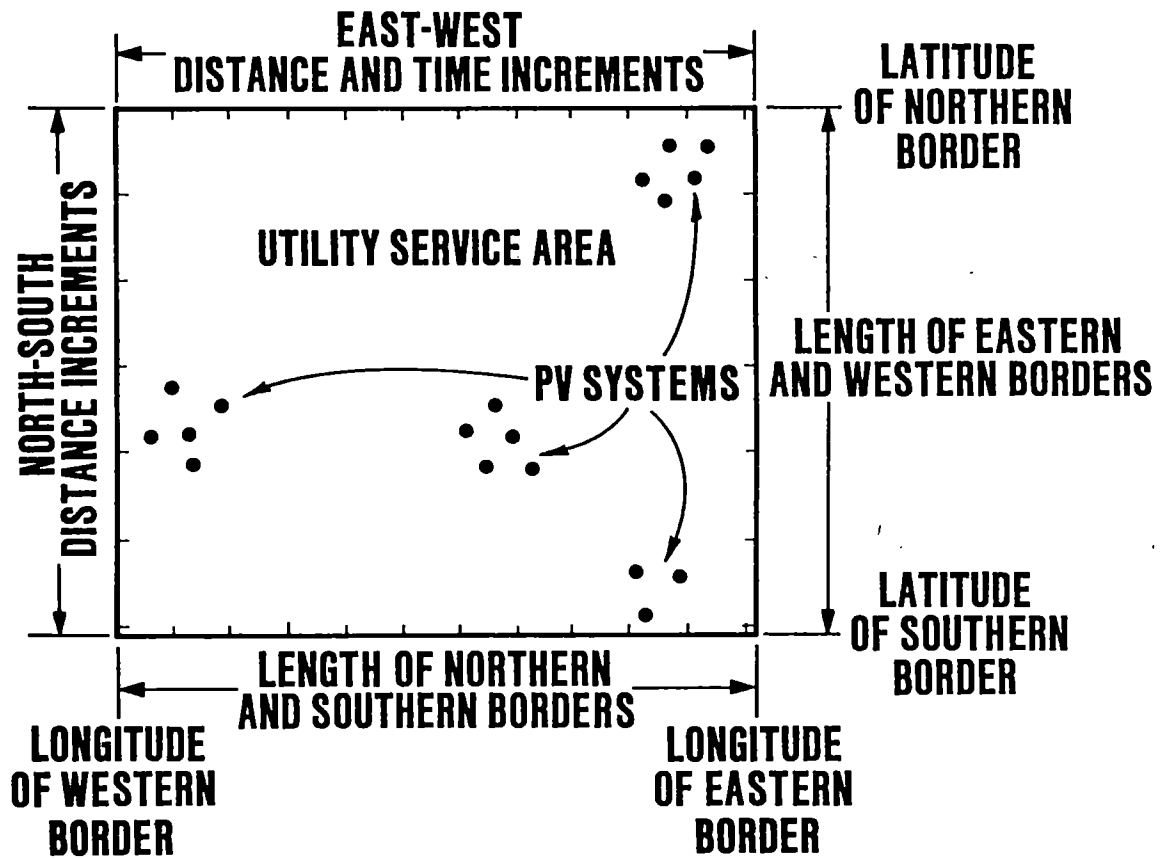 EAST-WEST
DISTANCE AND TIME INCREMENTS
LATITUDE
OF NORTHERN
BORDER
NORTH-SOUTH
DISTANCE INCREMENTS
UTILITY SERVICE AREA
LENGTH OF EASTERN
AND WESTERN BORDERS
PV SYSTEMS
LATITUDE
OF SOUTHERN
BORDER
LENGTH OF NORTHERN
AND SOUTHERN BORDERS
LONGITUDE
OF WESTERN
BORDER
LONGITUDE
OF EASTERN
BORDER